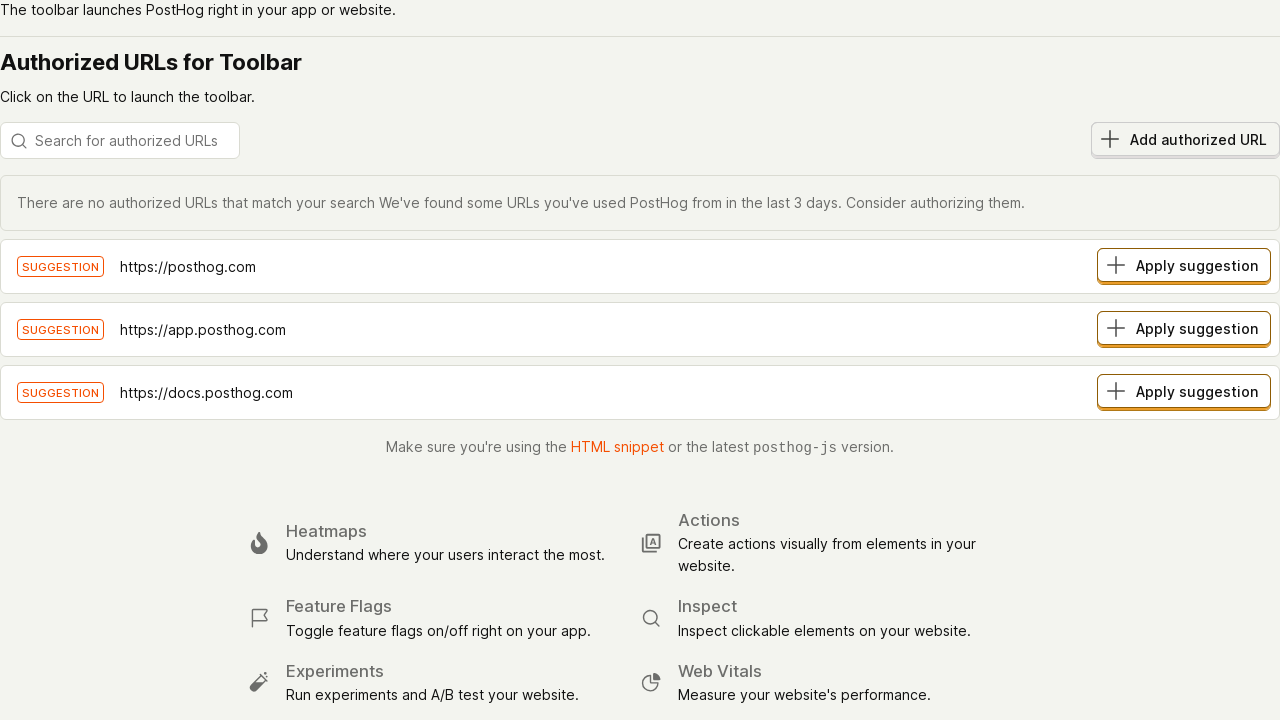 The toolbar launches PostHog right in your app or website.
Authorized URLs for Toolbar
Click on the URL to launch the toolbar.
Search for authorized URLs
Add authorized URL
There are no authorized URLs that match your search We've found some URLs you've used PostHog from in the last 3 days. Consider authorizing them.
SUGGESTION https://posthog.com Apply suggestion
SUGGESTION https://app.posthog.com Apply suggestion
SUGGESTION https://docs.posthog.com Apply suggestion
Make sure you're using the HTML snippet or the latest posthog-js version.
Heatmaps
Understand where your users interact the most.
Actions
Create actions visually from elements in your
website.
Feature Flags
Toggle feature flags on/off right on your app.
Inspect
Inspect clickable elements on your website.
Experiments
Run experiments and A/B test your website.
Web Vitals
Measure your website's performance.